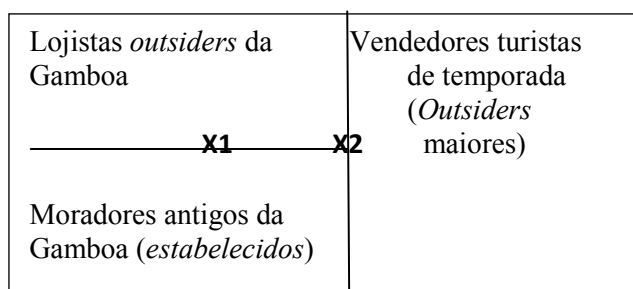 Lojistas outsiders da
Gamboa
Vendedores turistas
de temporada
(Outsiders
maiores)
X1
X2
Moradores antigos da
Gamboa (estabelecidos)